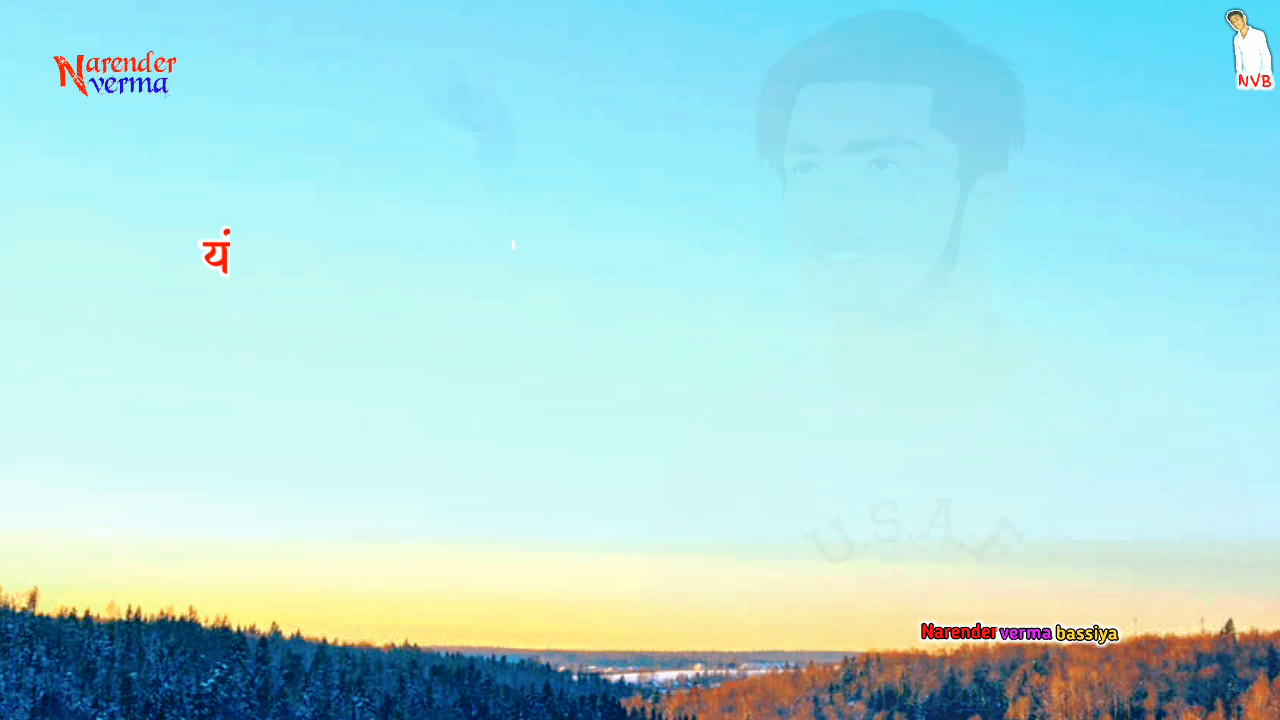 Narender
verma
NVB
यं
U.S.A.F
Narender verma bassiya